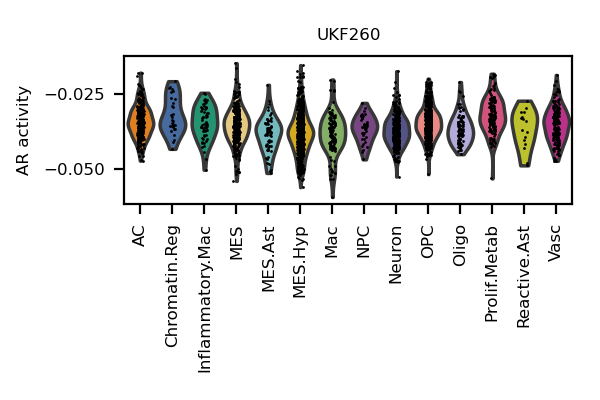 UKF260
AR activity
−0.025
−0.050
AC
Chromatin.Reg
Inflammatory.Mac
MES
MES.Ast
MES.Hyp
Mac
NPC
Neuron
OPC
Oligo
Prolif.Metab
Reactive.Ast
Vasc